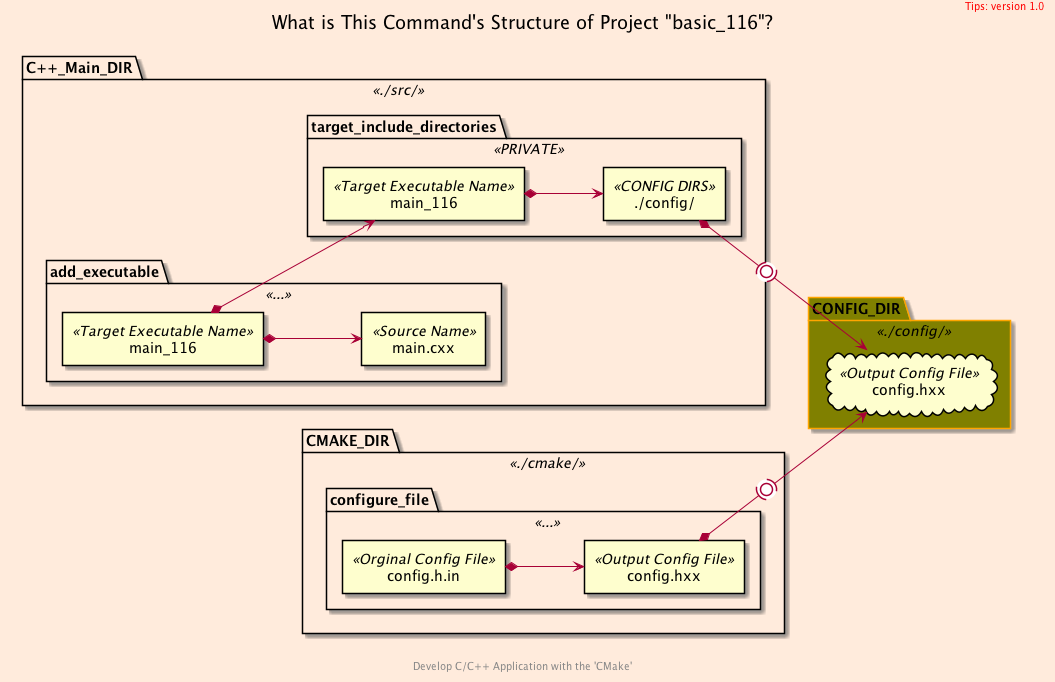 Tips: version 1.0
What is This Command's Structure of Project "basic_116"?
C++_Main_DIR
«./src/»
target_include_directories
«PRIVATE»
«Target Executable Name»
main_116
«CONFIG DIRS»
./config/
add_executable
«...»
«Target Executable Name»
main_116
«Source Name»
main.cxx
CONFIG_DIR
«./config/»
«Output Config File»
config.hxx
CMAKE_DIR
«./cmake/»
configure_file
«...»
«Orginal Config File»
config.h.in
«Output Config File»
config.hxx
Develop C/C++ Application with the 'CMake'